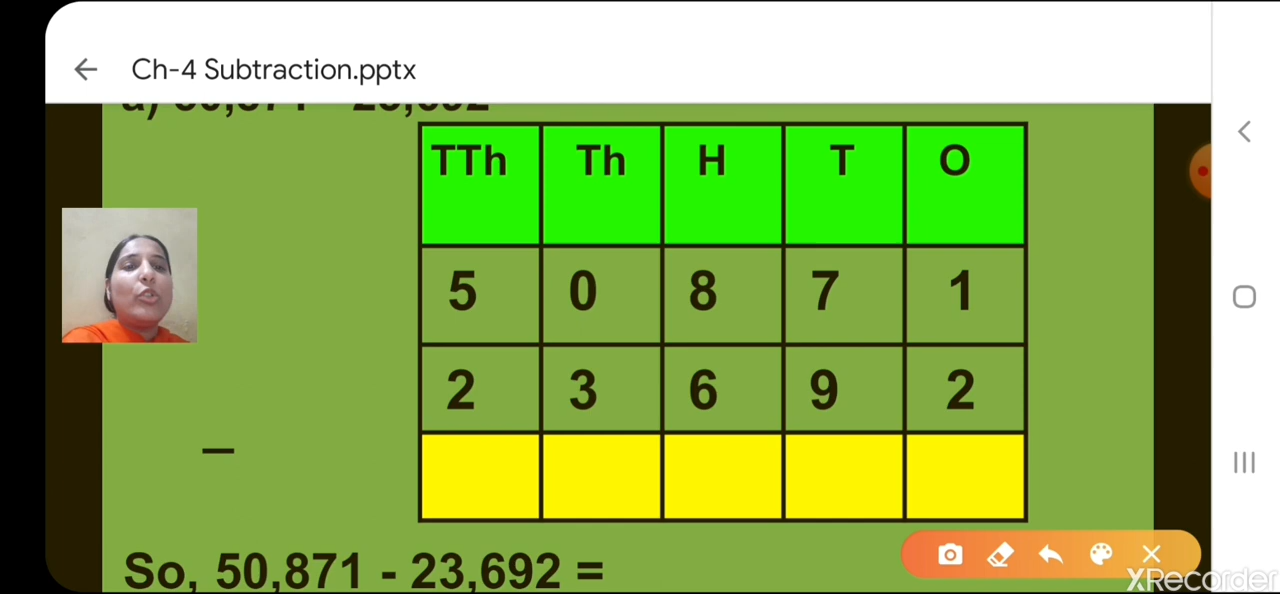 Ch-4 Subtraction.pptx
TTh Th H T O
5 0 8 7 1
2 3 6 9 2
–
So, 50,871 - 23,692 =
XRecorder